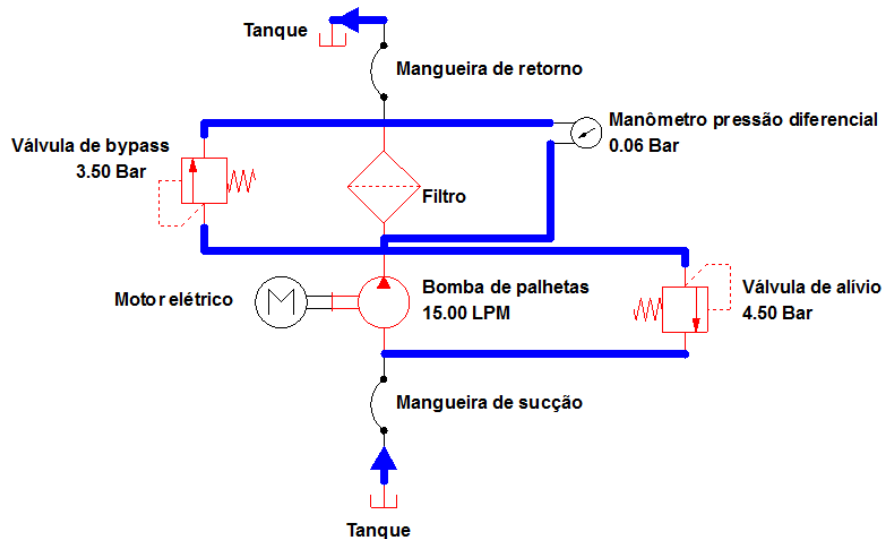 Tanque
Mangueira de retorno
Válvula de bypass
3.50 Bar
Manômetro pressão diferencial
0.06 Bar
Filtro
Motor elétrico
M
Bomba de palhetas
15.00 LPM
Válvula de alívio
4.50 Bar
Mangueira de sucção
Tanque